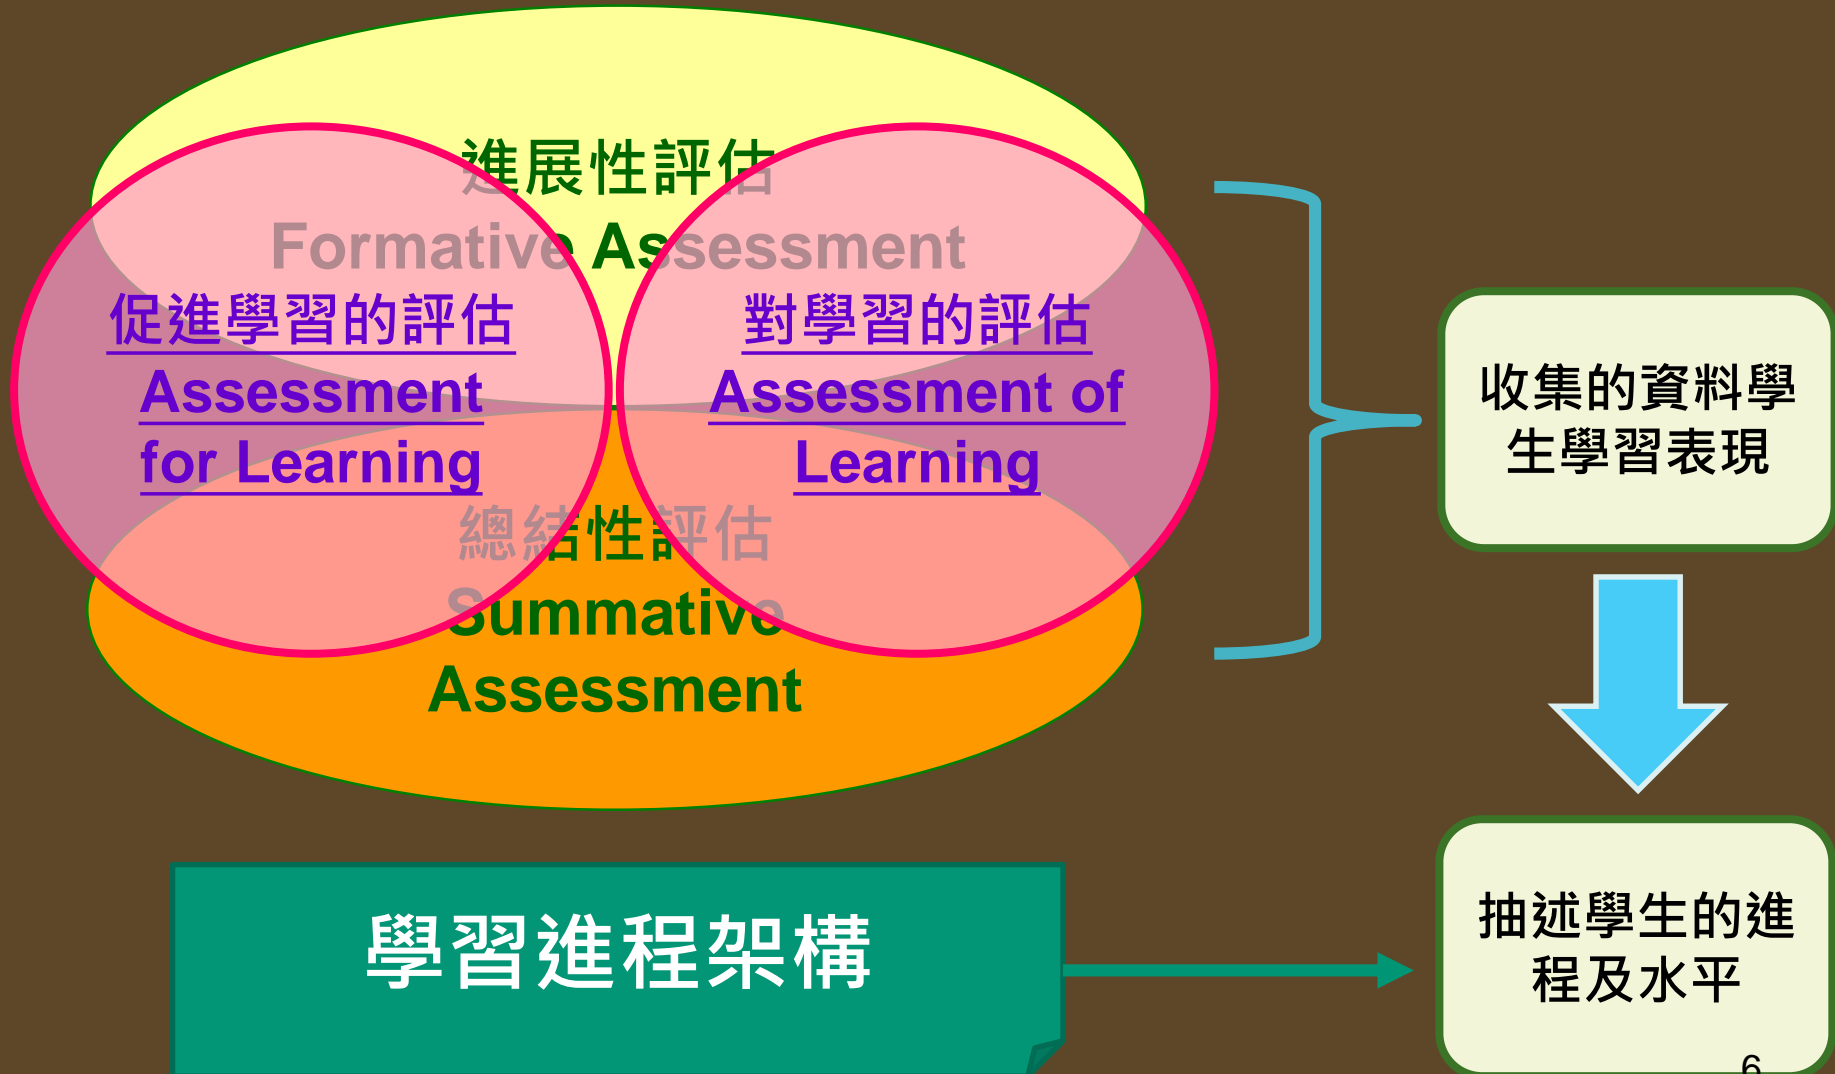 進展性評估
Formative Assessment
促進學習的評估
Assessment
for Learning
對學習的評估
Assessment of
Learning
總結性評估
Summative
Assessment
收集的資料學
生學習表現
抽述學生的進
程及水平
學習進程架構
6